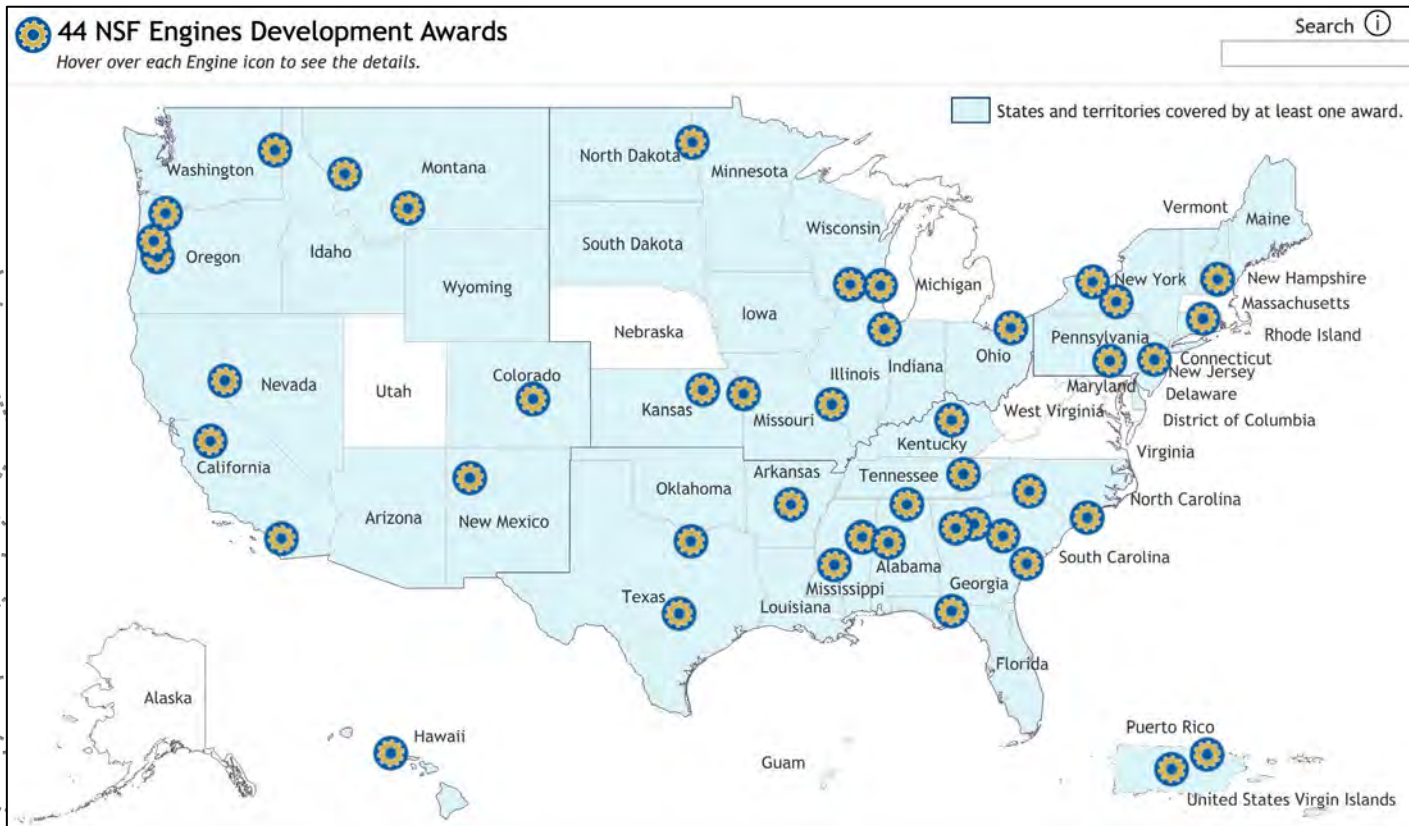 44 NSF Engines Development Awards
Search i
Hover over each Engine icon to see the details.
States and territories covered by at least one award.
Washington
Montana
North Dakota
Minnesota
Vermont
Maine
Oregon
Idaho
South Dakota
Wisconsin
Michigan
New York
New Hampshire
Wyoming
Massachusetts
Nebraska
Iowa
Rhode Island
Pennsylvania
Ohio
Connecticut
Nevada
Utah
Colorado
Illinois
Indiana
New Jersey
Maryland
Delaware
Kansas
Missouri
West Virginia
District of Columbia
Kentucky
Virginia
California
Arkansas
Tennessee
Oklahoma
North Carolina
Arizona
New Mexico
South Carolina
Alabama
Mississippi
Georgia
Texas
Louisiana
Florida
Alaska
Hawaii
Puerto Rico
Guam
United States Virgin Islands